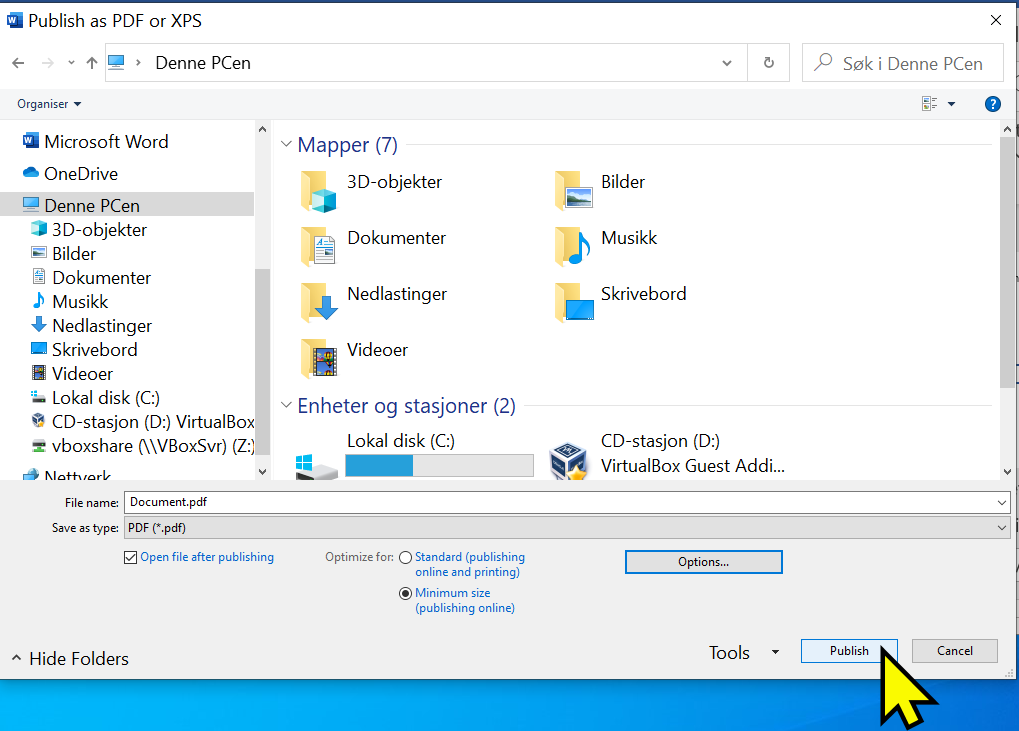 Publish as PDF or XPS
Denne PCen
Søk i Denne PCen
Organiser
Microsoft Word
OneDrive
Denne PCen
3D-objekter
Bilder
Dokumenter
Musikk
Nedlastinger
Skrivebord
Videoer
Lokal disk (C:)
CD-stasjon (D:) VirtualBox
vboxshare (\\VBoxSvr) (Z:)
Nettverk
Mapper (7)
3D-objekter
Bilder
Dokumenter
Musikk
Nedlastinger
Skrivebord
Videoer
Enheter og stasjoner (2)
Lokal disk (C:)
CD-stasjon (D:)
VirtualBox Guest Addi...
File name: Document.pdf
Save as type: PDF (*.pdf)
Open file after publishing
Optimize for:
Standard (publishing
online and printing)
Minimum size
(publishing online)
Options...
Hide Folders
Tools
Publish
Cancel